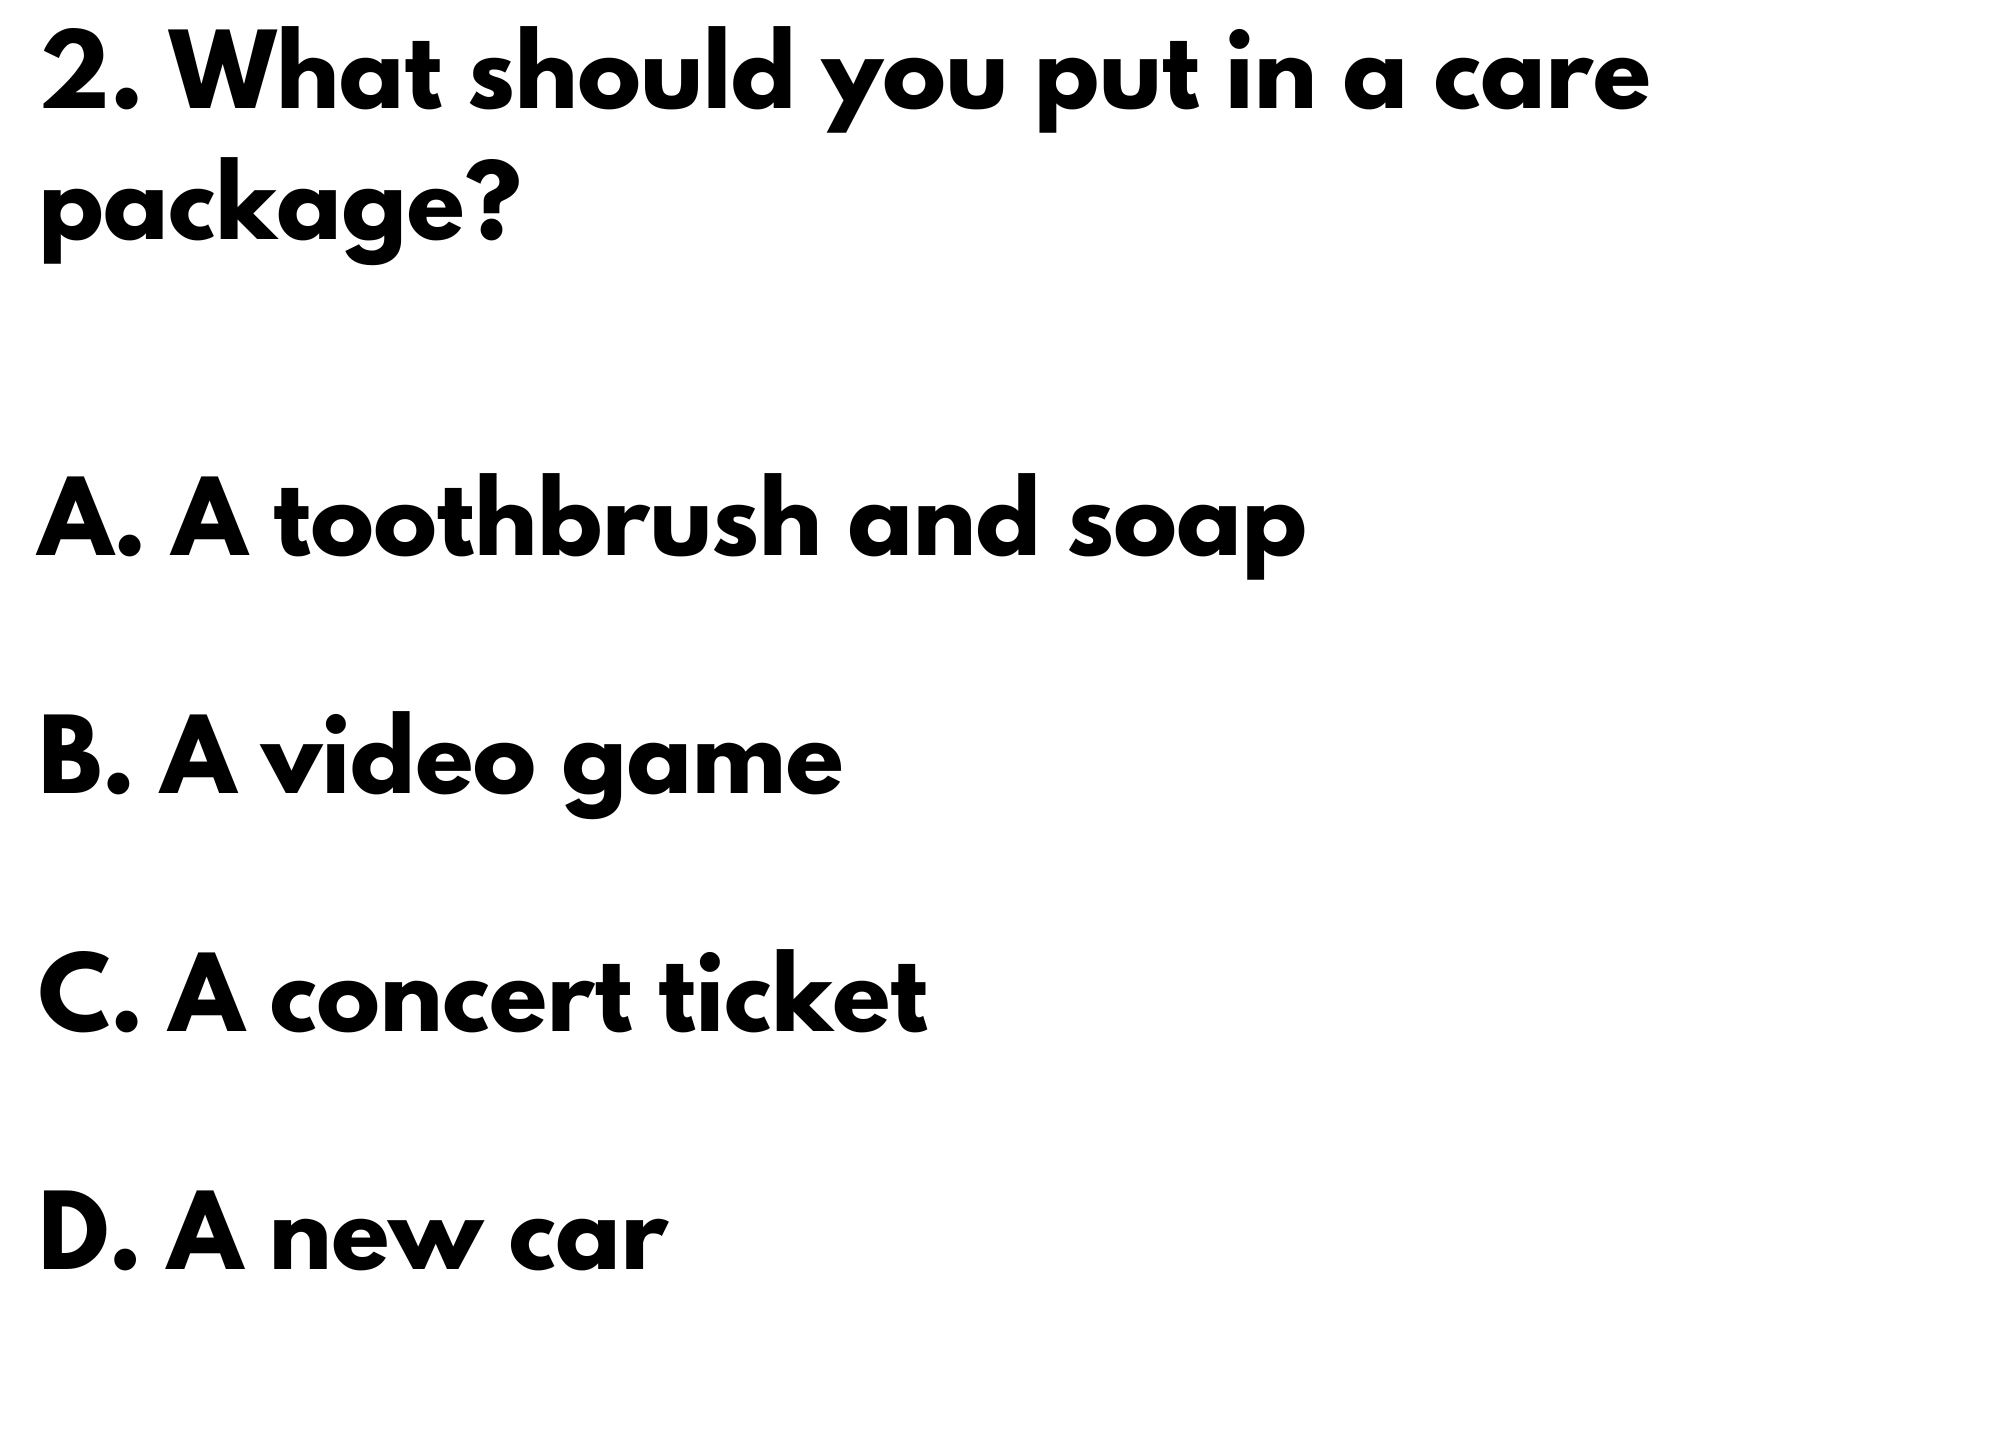 2. What should you put in a care
package?
A. A toothbrush and soap
B. A video game
C. A concert ticket
D. A new car